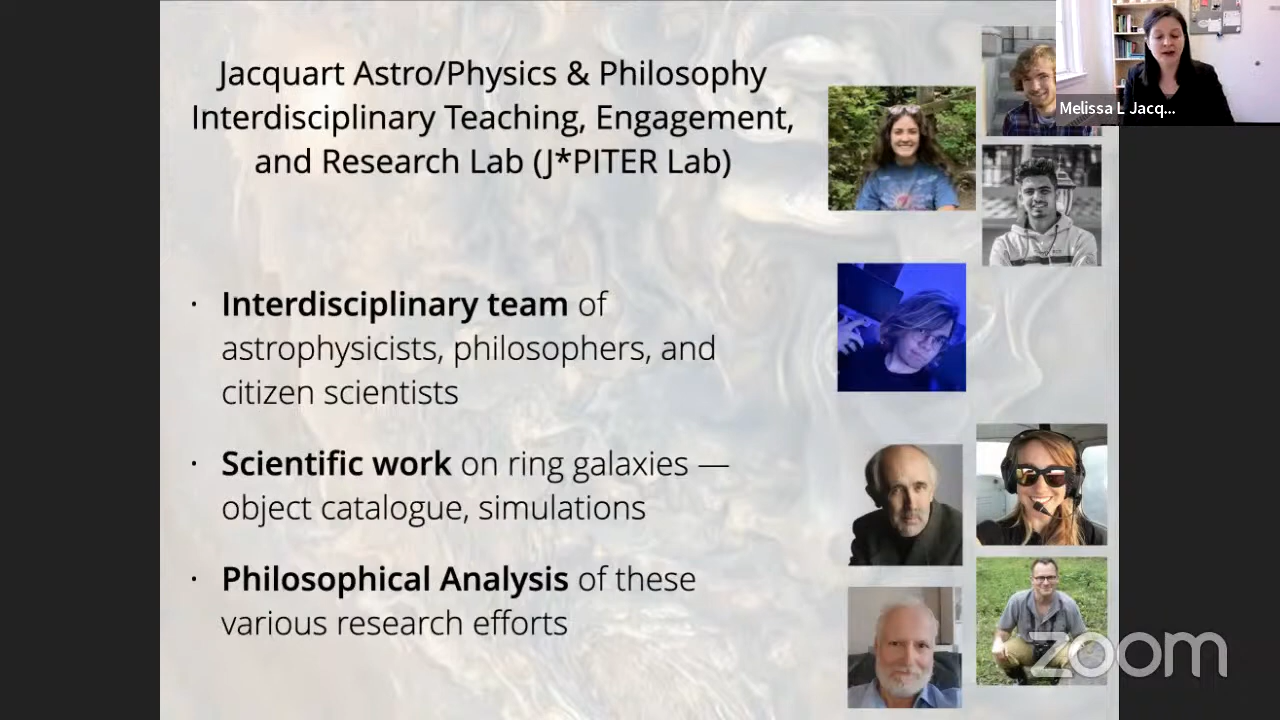 Jacquart Astro/Physics & Philosophy
Interdisciplinary Teaching, Engagement,
and Research Lab (J*PITER Lab)
Melissa L Jacq...
· Interdisciplinary team of
astrophysicists, philosophers, and
citizen scientists
· Scientific work on ring galaxies —
object catalogue, simulations
· Philosophical Analysis of these
various research efforts
zoom